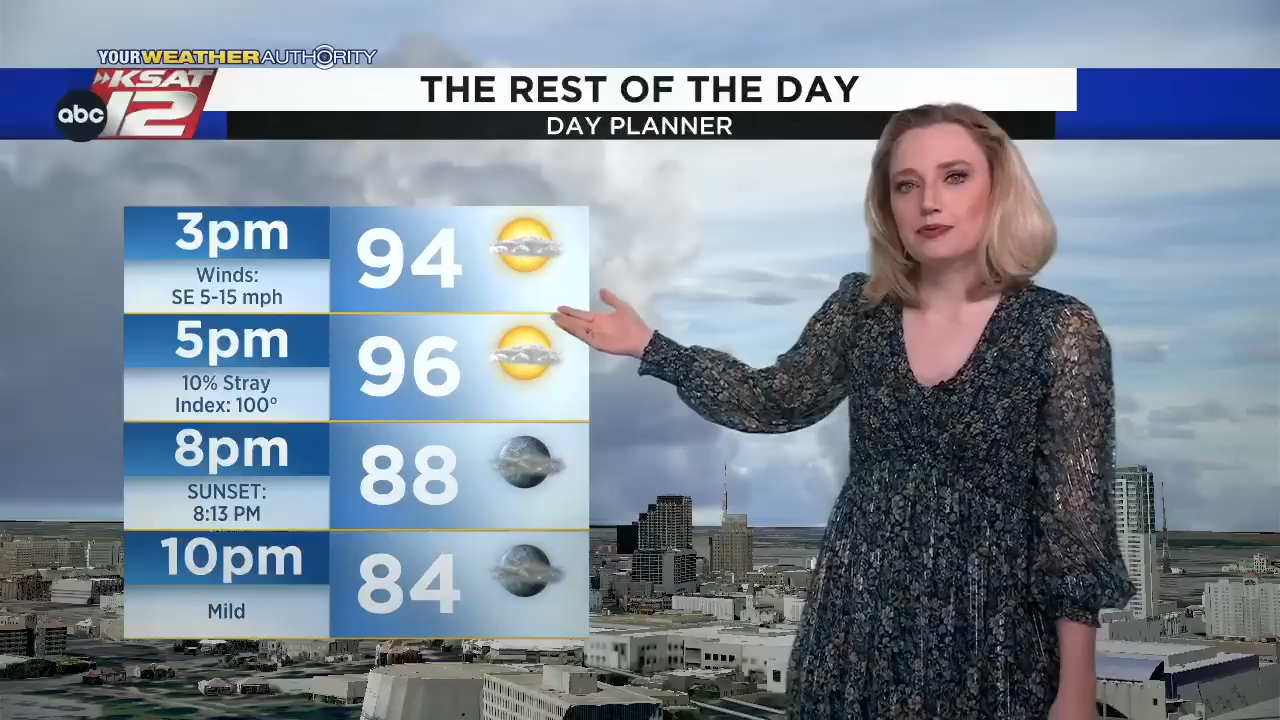 YOUR WEATHER AUTHORITY
KSAT
abc 12
THE REST OF THE DAY
DAY PLANNER
3pm
Winds:
SE 5-15 mph
94
5pm
10% Stray
Index: 100°
96
8pm
SUNSET:
8:13 PM
88
10pm
Mild
84